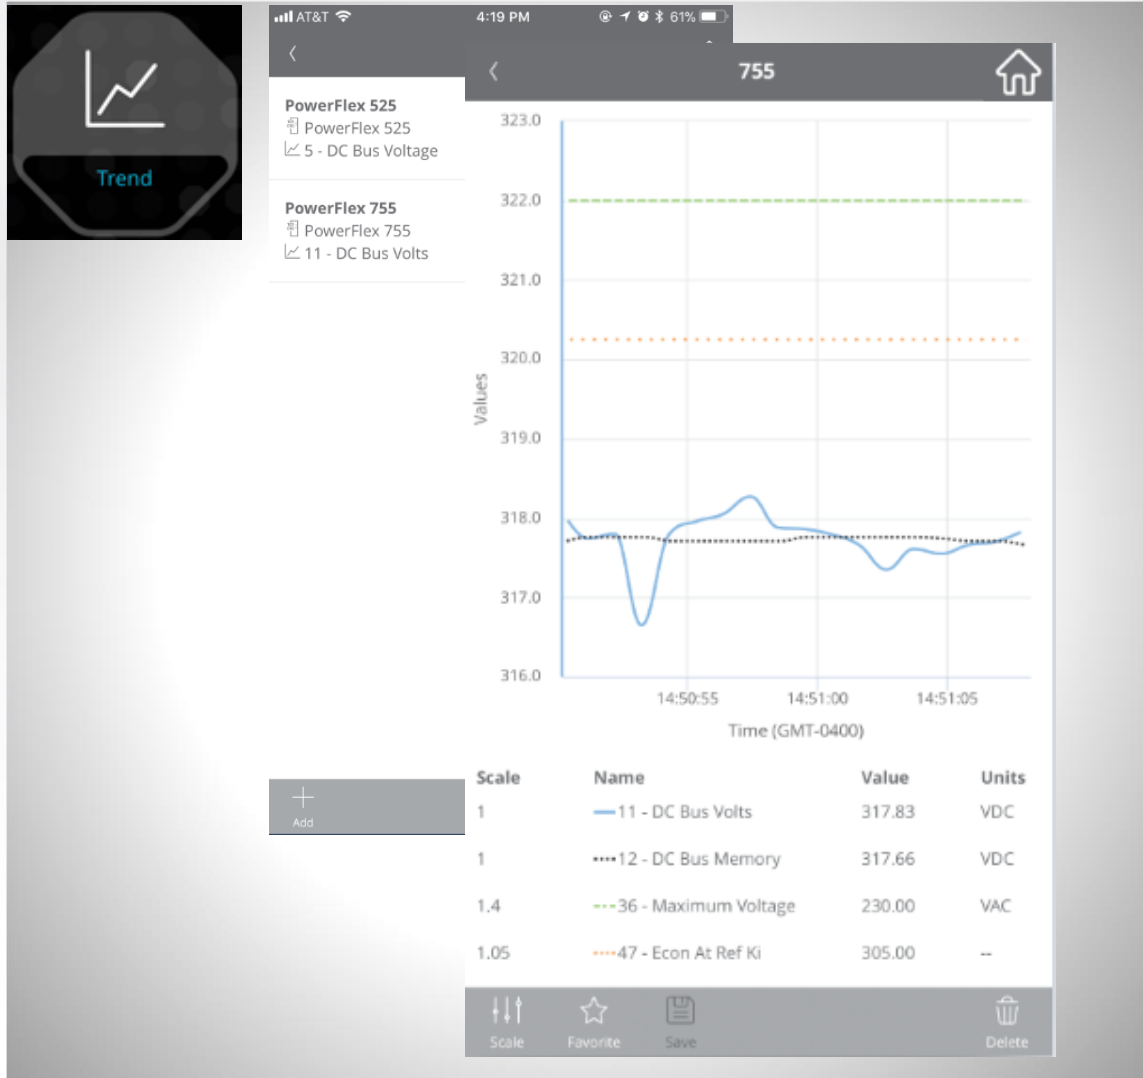 Trend
AT&T 4:19 PM 61%
PowerFlex 525
PowerFlex 525
5 - DC Bus Voltage
PowerFlex 755
PowerFlex 755
11 - DC Bus Volts
Add
755
323.0
322.0
321.0
320.0
319.0
318.0
317.0
316.0
Values
14:50:55 14:51:00 14:51:05
Time (GMT-0400)
Scale Name Value Units
1 11 - DC Bus Volts 317.83 VDC
1 12 - DC Bus Memory 317.66 VDC
1.4 36 - Maximum Voltage 230.00 VAC
1.05 47 - Econ At Ref Ki 305.00 --
Scale Favorite Save Delete